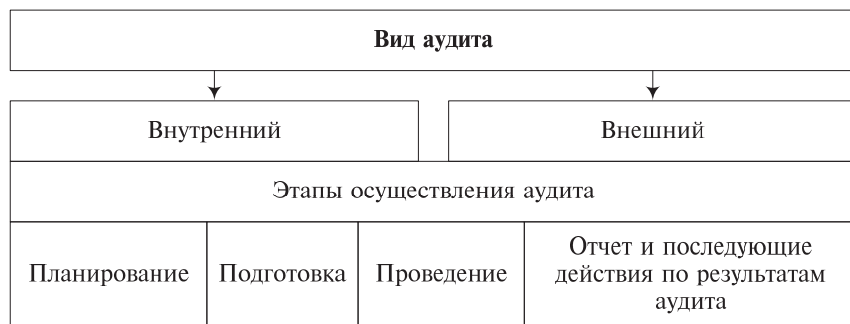 Вид аудита
Внутренний
Внешний
Этапы осуществления аудита
Планирование
Подготовка
Проведение
Отчет и последующие
действия по результатам
аудита